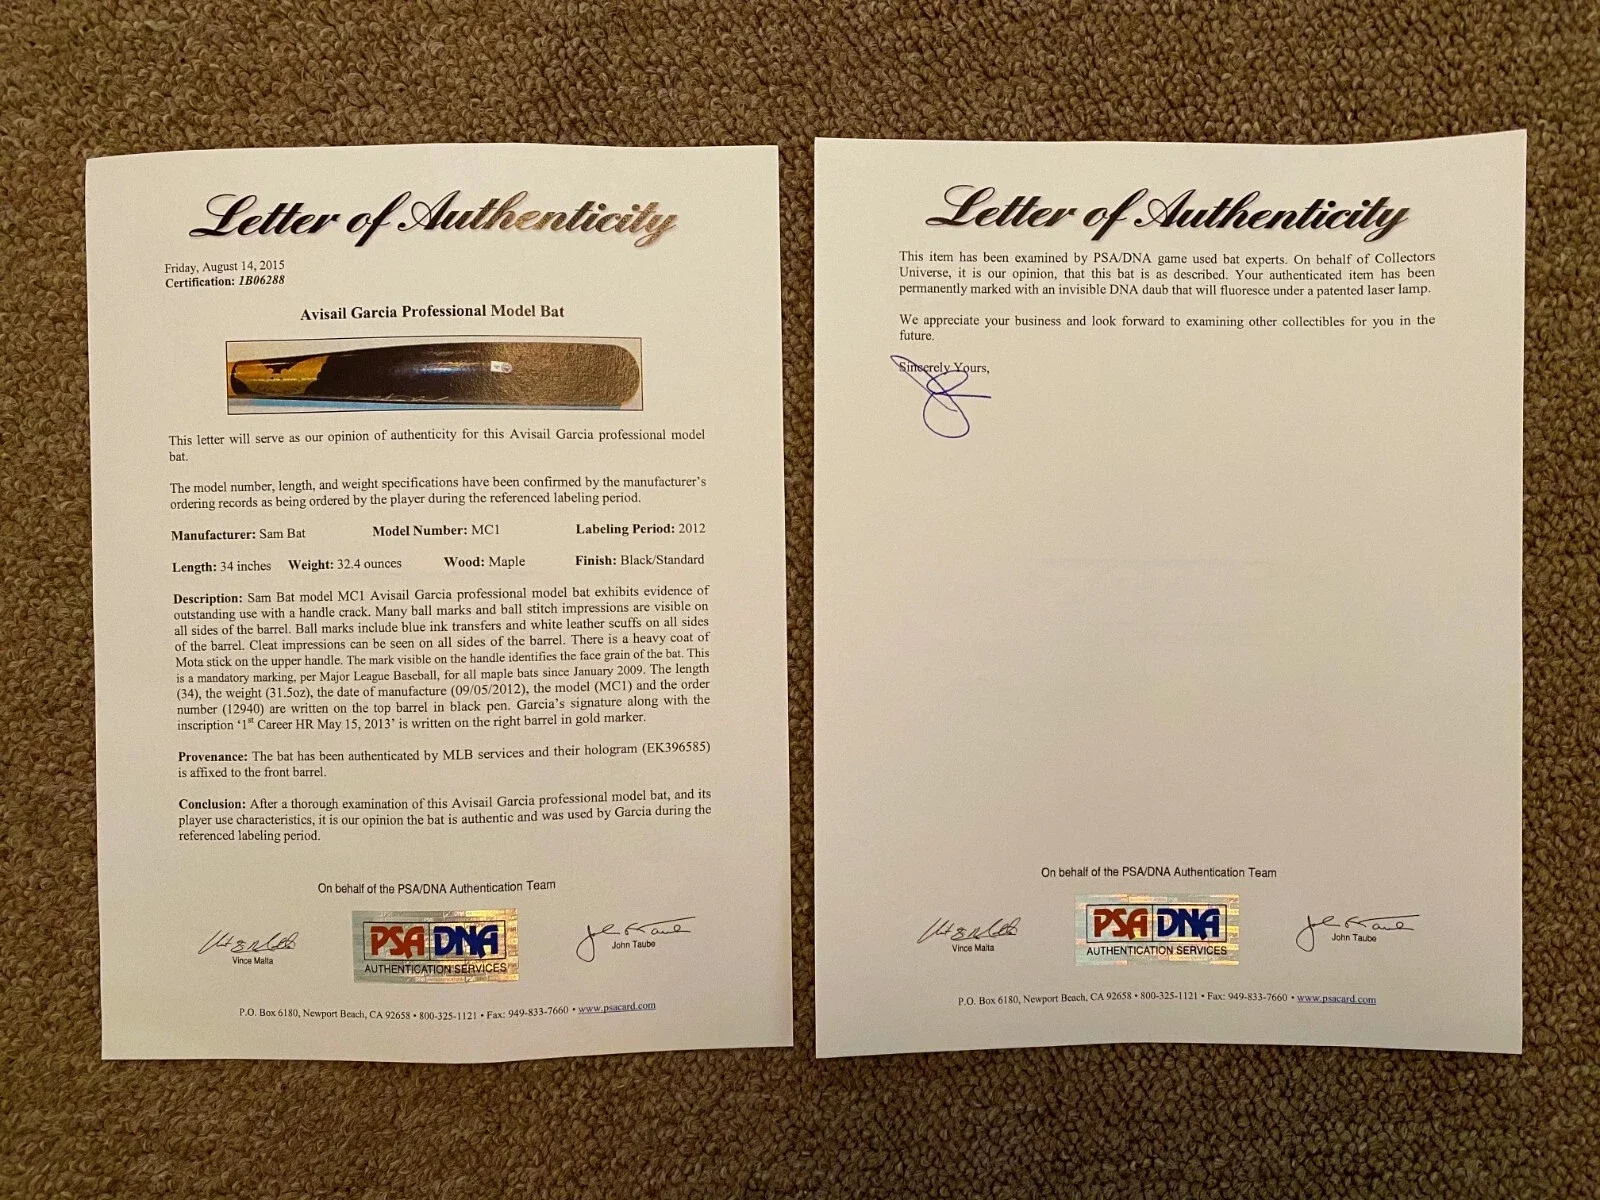 Letter of Authenticity
Friday, August 14, 2015
Certification: 1B06288
Avisail Garcia Professional Model Bat
This letter will serve as our opinion of authenticity for this Avisail Garcia professional model
bat.
The model number, length, and weight specifications have been confirmed by the manufacturer's
ordering records as being ordered by the player during the referenced labeling period.
Manufacturer: Sam Bat Model Number: MC1 Labeling Period: 2012
Length: 34 inches Weight: 32.4 ounces Wood: Maple Finish: Black/Standard
Description: Sam Bat model MC1 Avisail Garcia professional model bat exhibits evidence of
outstanding use with a handle crack. Many ball marks and ball stitch impressions are visible on
all sides of the barrel. Ball marks include blue ink transfers and white leather scuffs on all sides
of the barrel. Cleat impressions can be seen on all sides of the barrel. There is a heavy coat of
Mota stick on the upper handle. The mark visible on the handle identifies the face grain of the bat. This
is a mandatory marking, per Major League Baseball, for all maple bats since January 2009. The length
(34), the weight (31.5oz), the date of manufacture (09/05/2012), the model (MC1) and the order
number (12940) are written on the top barrel in black pen. Garcia's signature along with the
inscription '1st Career HR May 15, 2013' is written on the right barrel in gold marker.
Provenance: The bat has been authenticated by MLB services and their hologram (EK396585)
is affixed to the front barrel.
Conclusion: After a thorough examination of this Avisail Garcia professional model bat, and its
player use characteristics, it is our opinion the bat is authentic and was used by Garcia during the
referenced labeling period.
On behalf of the PSA/DNA Authentication Team
Vince Malta
PSA DNA
AUTHENTICATION SERVICES
John Taube
P.O. Box 6180, Newport Beach, CA 92658 • 800-325-1121 • Fax: 949-833-7660 • www.psacard.com
Letter of Authenticity
This item has been examined by PSA/DNA game used bat experts. On behalf of Collectors
Universe, it is our opinion, that this bat is as described. Your authenticated item has been
permanently marked with an invisible DNA daub that will fluoresce under a patented laser lamp.
We appreciate your business and look forward to examining other collectibles for you in the
future.
Sincerely Yours,
On behalf of the PSA/DNA Authentication Team
Vince Malta
PSA DNA
AUTHENTICATION SERVICES
John Taube
P.O. Box 6180, Newport Beach, CA 92658 • 800-325-1121 • Fax: 949-833-7660 • www.psacard.com